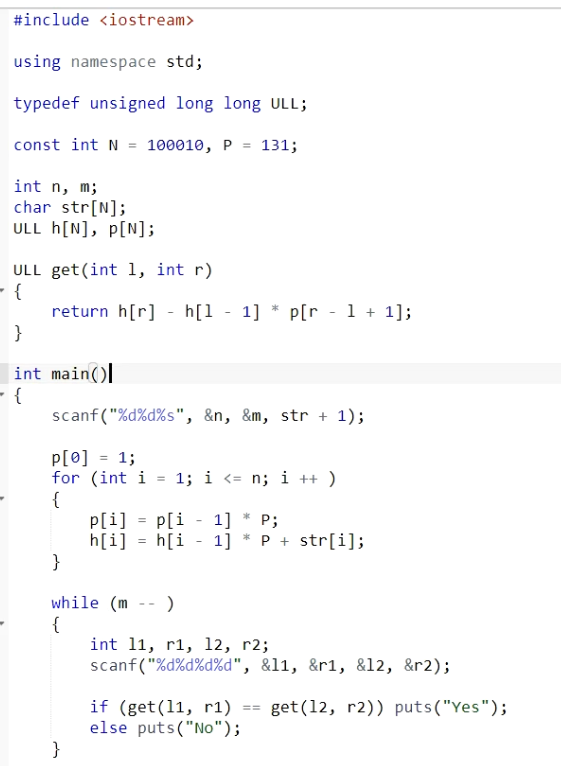 #include <iostream>
using namespace std;
typedef unsigned long long ULL;
const int N = 100010, P = 131;
int n, m;
char str[N];
ULL h[N], p[N];
ULL get(int l, int r)
{
    return h[r] - h[l - 1] * p[r - l + 1];
}
int main()
{
    scanf("%d%d%s", &n, &m, str + 1);
    p[0] = 1;
    for (int i = 1; i <= n; i ++ )
    {
        p[i] = p[i - 1] * P;
        h[i] = h[i - 1] * P + str[i];
    }
    while (m -- )
    {
        int l1, r1, l2, r2;
        scanf("%d%d%d%d", &l1, &r1, &l2, &r2);
        if (get(l1, r1) == get(l2, r2)) puts("Yes");
        else puts("No");
    }